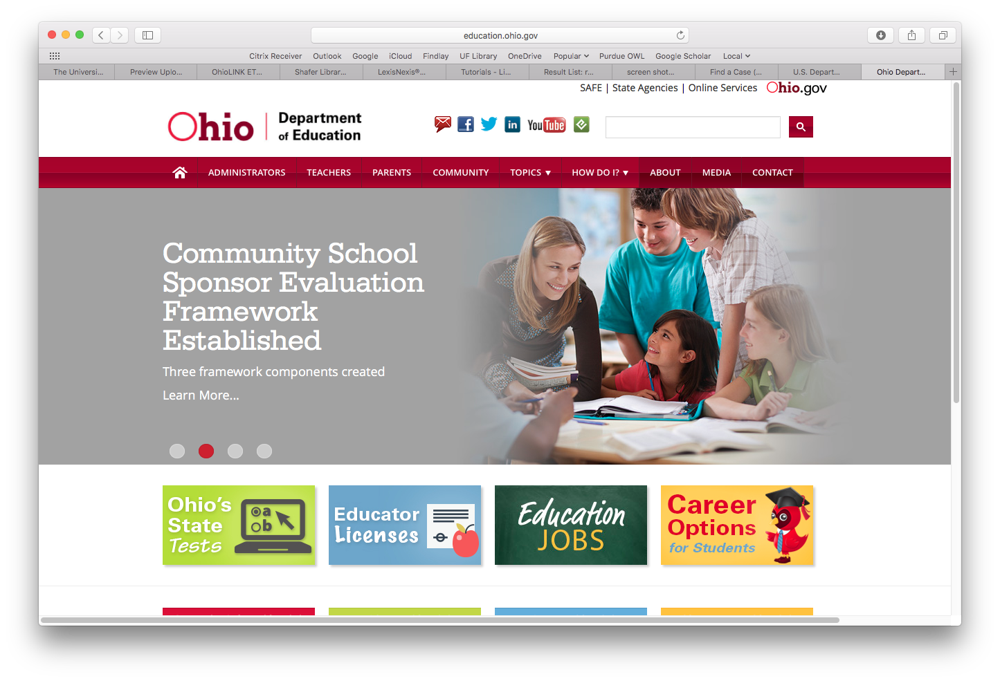 education.ohio.gov
Citrix Receiver Outlook Google iCloud Findlay UF Library OneDrive Popular Purdue OWL Google Scholar Local
The Universi... Preview Uplo... OhioLINK ET... Shafer Librar... LexisNexis®... Tutorials - Li... Result List: r... screen shot... Find a Case (... U.S. Depart... Ohio Depart...
SAFE | State Agencies | Online Services Ohio.gov
Ohio | Department
of Education
in
You Tube
ADMINISTRATORS TEACHERS PARENTS COMMUNITY TOPICS HOW DO I? ABOUT MEDIA CONTACT
Community School
Sponsor Evaluation
Framework
Established
Three framework components created
Learn More...
Ohio's
State
Tests
a
b
Educator
Licenses
Education
JOBS
Career
Options
for Students